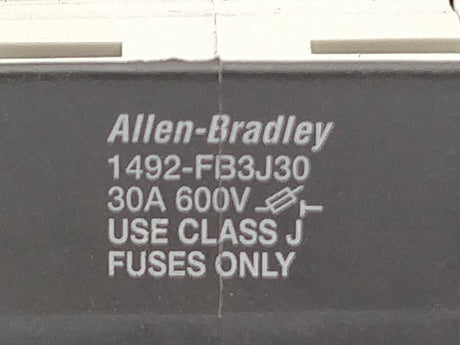 Allen-Bradley
1492-FB3J30
30A 600V
USE CLASS J
FUSES ONLY